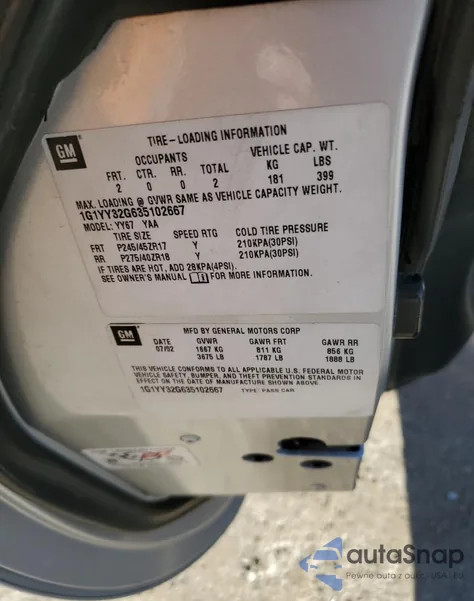 GM
TIRE-LOADING INFORMATION
OCCUPANTS VEHICLE CAP. WT.
FRT. CTR. RR. TOTAL KG LBS
2 0 0 2 181 399
MAX. LOADING @ GVWR SAME AS VEHICLE CAPACITY WEIGHT.
1G1YY32G635102667
MODEL: YY67 YAA
TIRE SIZE SPEED RTG COLD TIRE PRESSURE
FRT P245/45ZR17 Y 210KPA(30PSI)
RR P275/40ZR18 Y 210KPA(30PSI)
IF TIRES ARE HOT, ADD 28KPA(4PSI).
SEE OWNER'S MANUAL FOR MORE INFORMATION.
GM
MFD BY GENERAL MOTORS CORP
DATE GVWR GAWR FRT GAWR RR
07/02 1667 KG 811 KG 856 KG
3675 LB 1787 LB 1888 LB
THIS VEHICLE CONFORMS TO ALL APPLICABLE U.S. FEDERAL MOTOR
VEHICLE SAFETY, BUMPER, AND THEFT PREVENTION STANDARDS IN
EFFECT ON THE DATE OF MANUFACTURE SHOWN ABOVE.
1G1YY32G635102667 TYPE: PASS CAR
autoSnap
Pewne auta z aukcji USA i EU